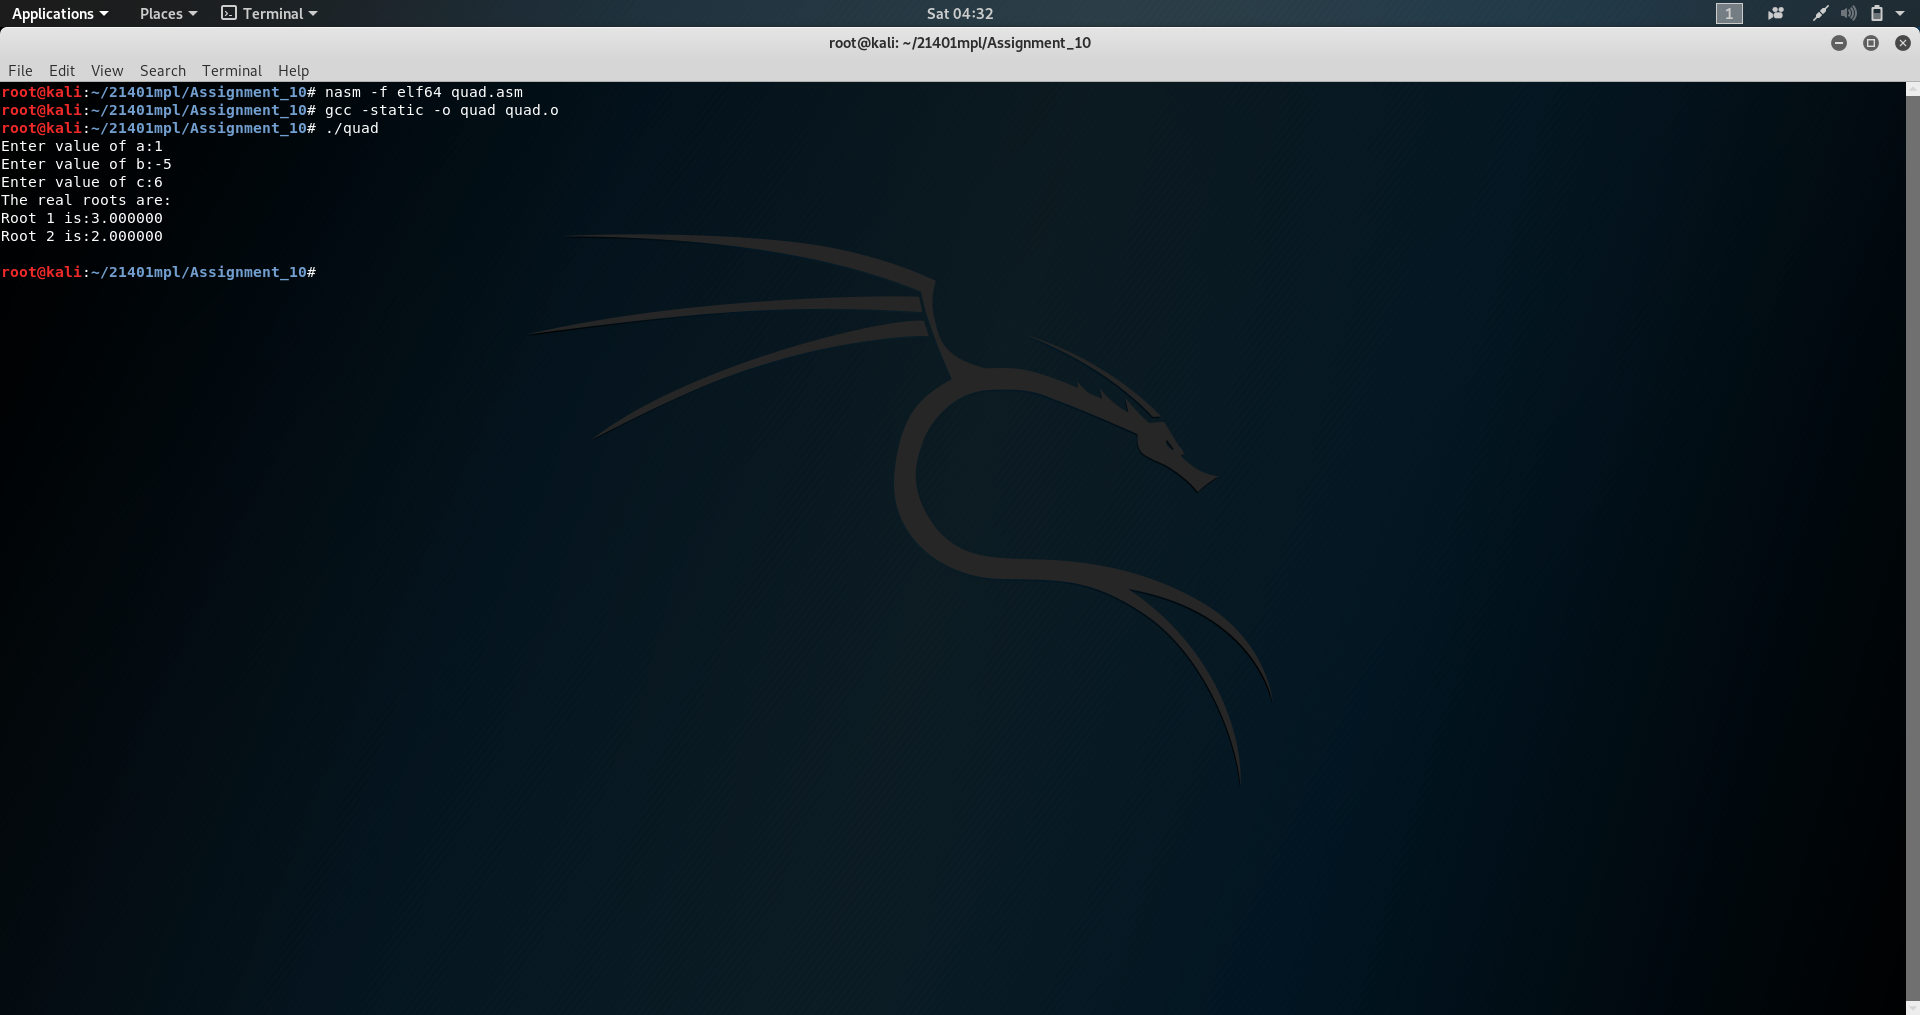 Applications Places Terminal Sat 04:32 1
root@kali: ~/21401mpl/Assignment_10
File Edit View Search Terminal Help
root@kali:~/21401mpl/Assignment_10# nasm -f elf64 quad.asm
root@kali:~/21401mpl/Assignment_10# gcc -static -o quad quad.o
root@kali:~/21401mpl/Assignment_10# ./quad
Enter value of a:1
Enter value of b:-5
Enter value of c:6
The real roots are:
Root 1 is:3.000000
Root 2 is:2.000000
root@kali:~/21401mpl/Assignment_10#